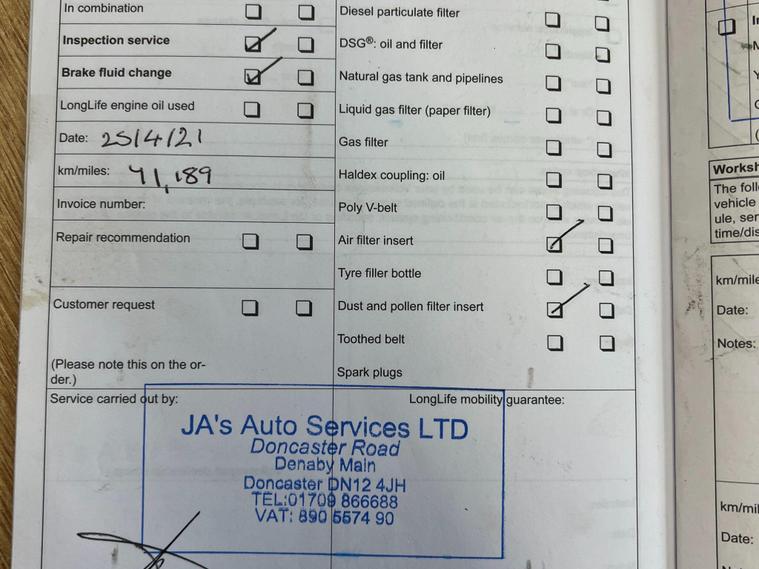 In combination
Inspection service
Brake fluid change
LongLife engine oil used
Date: 25/4/21
km/miles: 41,189
Invoice number:
Repair recommendation
Customer request
(Please note this on the or-
der.)
Diesel particulate filter
DSG®: oil and filter
Natural gas tank and pipelines
Liquid gas filter (paper filter)
Gas filter
Haldex coupling: oil
Poly V-belt
Air filter insert
Tyre filler bottle
Dust and pollen filter insert
Toothed belt
Spark plugs
Service carried out by:
LongLife mobility guarantee:
JA's Auto Services LTD
Doncaster Road
Denaby Main
Doncaster DN12 4JH
TEL:01709 866688
VAT: 890 5574 90
Worksh
The foll
vehicle
ule, ser
time/dis
km/mile
Date:
Notes:
km/mil
Date: